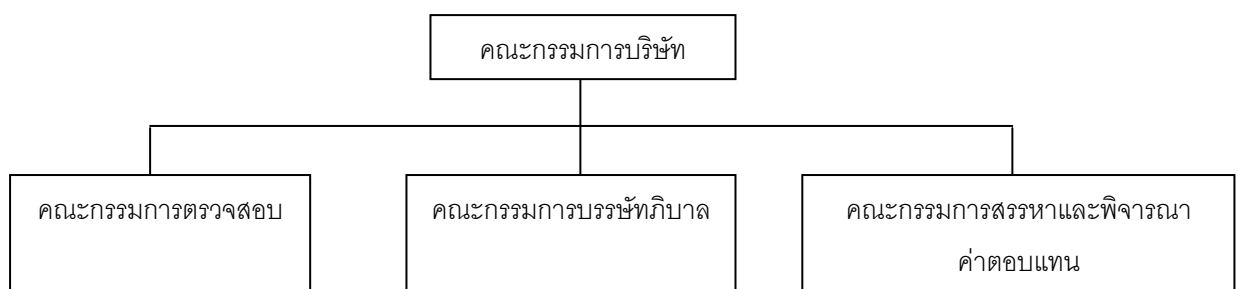 คณะกรรมการบริษัท
คณะกรรมการตรวจสอบ
คณะกรรมการบรรษัทภิบาล
คณะกรรมการสรรหาและพิจารณา
ค่าตอบแทน